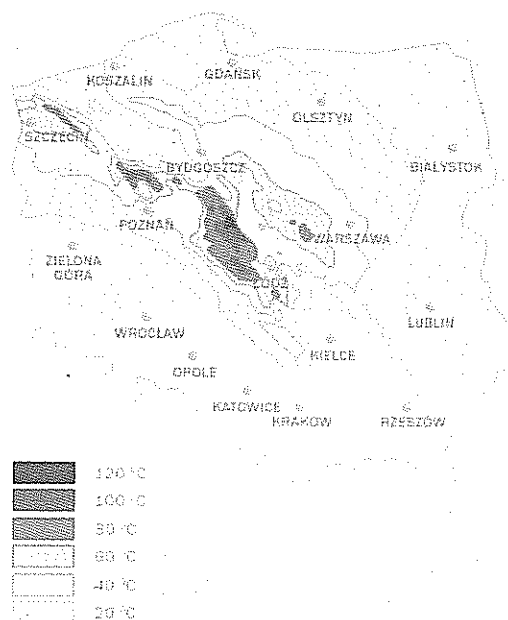 KOSZALIN
GDAŃSK
OLSZTYN
SZCZECIN
BYDGOSZCZ
BIAŁYSTOK
POZNAŃ
WARSZAWA
ZIELONA
GÓRA
ŁÓDŹ
LUBLIN
WROCŁAW
KIELCE
OPOLE
KATOWICE
KRAKÓW
RZESZÓW
120 °C
100 °C
80 °C
60 °C
40 °C
20 °C